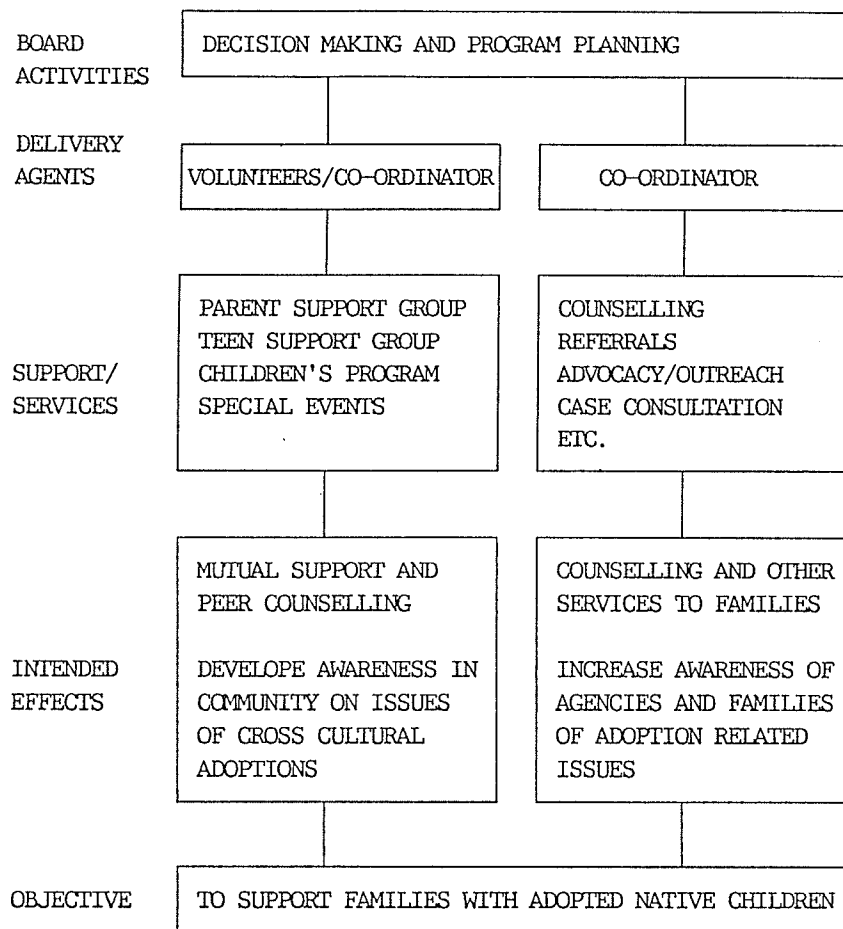 BOARD
ACTIVITIES
DECISION MAKING AND PROGRAM PLANNING
DELIVERY
AGENTS
VOLUNTEERS/CO-ORDINATOR
CO-ORDINATOR
SUPPORT/
SERVICES
PARENT SUPPORT GROUP
TEEN SUPPORT GROUP
CHILDREN'S PROGRAM
SPECIAL EVENTS
COUNSELLING
REFERRALS
ADVOCACY/OUTREACH
CASE CONSULTATION
ETC.
INTENDED
EFFECTS
MUTUAL SUPPORT AND
PEER COUNSELLING
DEVELOPE AWARENESS IN
COMMUNITY ON ISSUES
OF CROSS CULTURAL
ADOPTIONS
COUNSELLING AND OTHER
SERVICES TO FAMILIES
INCREASE AWARENESS OF
AGENCIES AND FAMILIES
OF ADOPTION RELATED
ISSUES
OBJECTIVE
TO SUPPORT FAMILIES WITH ADOPTED NATIVE CHILDREN